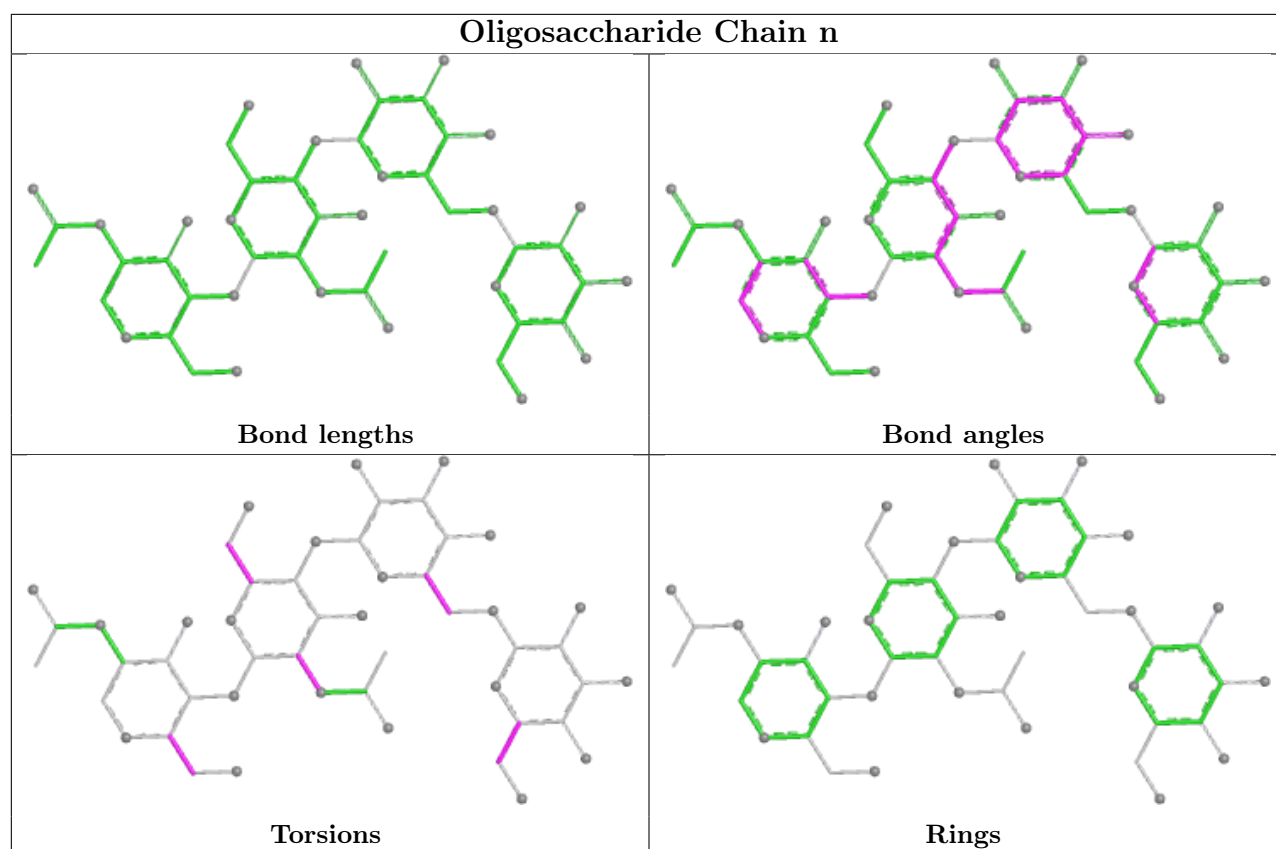 Oligosaccharide Chain n
Bond lengths
Bond angles
Torsions
Rings